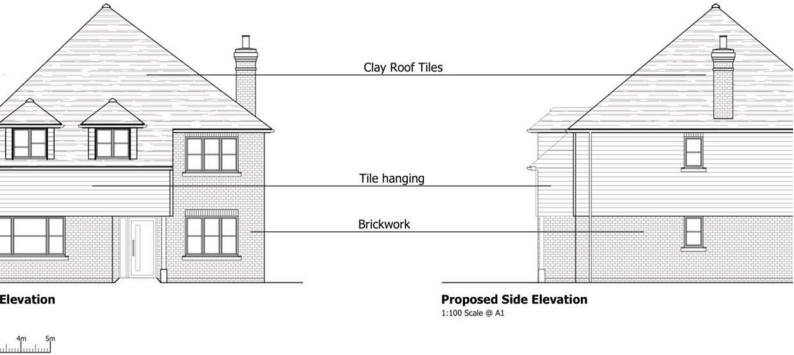 Clay Roof Tiles
Tile hanging
Brickwork
Elevation
Proposed Side Elevation
1:100 Scale @ A1
4m 5m